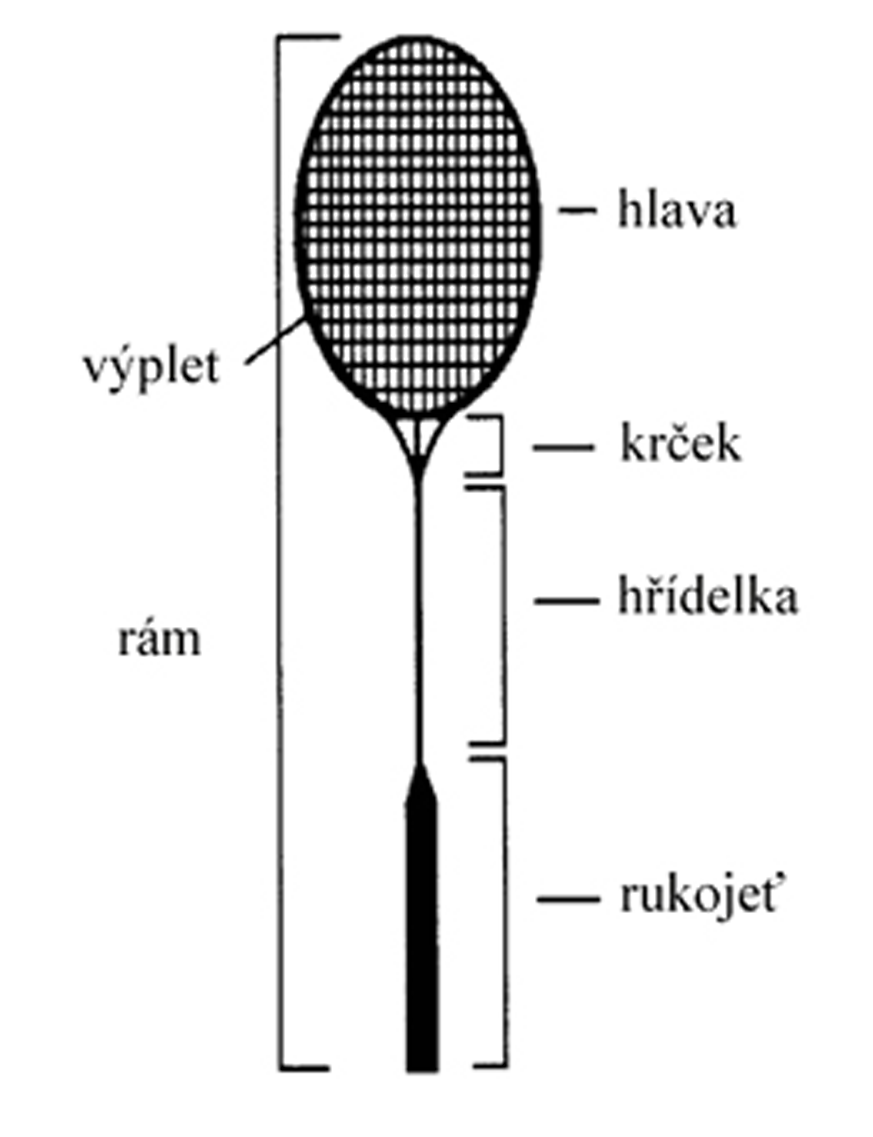 hlava
výplet
krček
hřídelka
rám
rukojeť